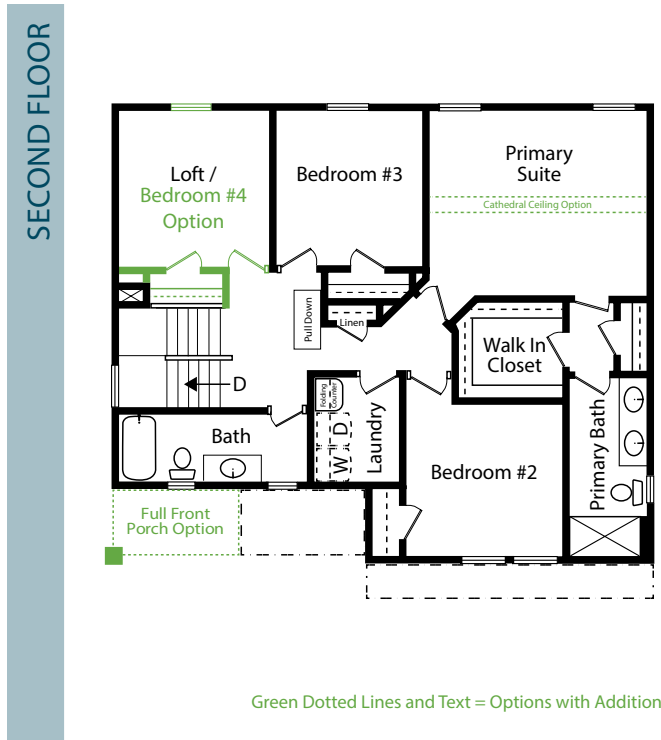 SECOND FLOOR
Loft /
Bedroom #4
Option
Bedroom #3
Primary
Suite
Cathedral Ceiling Option
Pull Down
Linen
Walk In
Closet
D
Folding
Counter
Bath
W D
Laundry
Bedroom #2
Primary Bath
Full Front
Porch Option
Green Dotted Lines and Text = Options with Addition